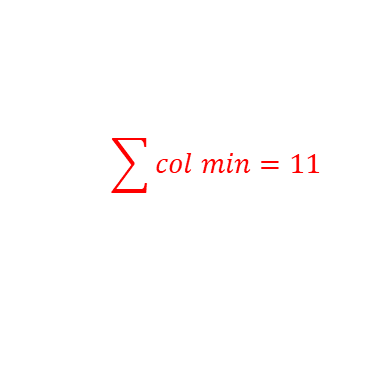 ∑ col min = 11